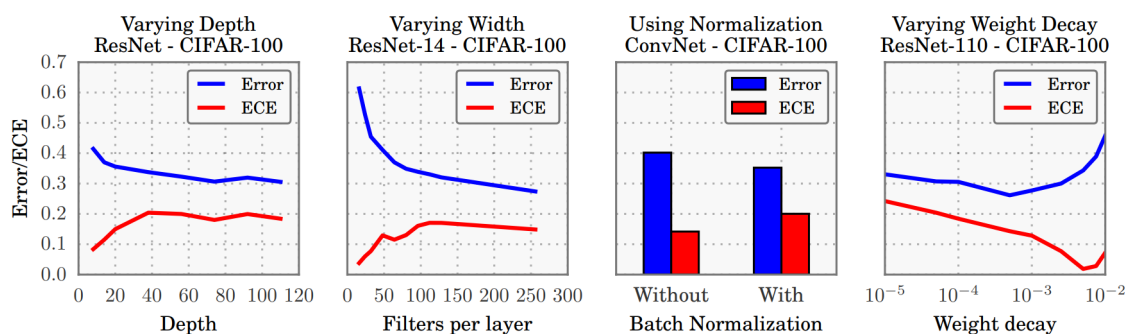 Varying Depth
ResNet - CIFAR-100
Varying Width
ResNet-14 - CIFAR-100
Using Normalization
ConvNet - CIFAR-100
Varying Weight Decay
ResNet-110 - CIFAR-100
Error/ECE
0.7
0.6
0.5
0.4
0.3
0.2
0.1
0.0
Error
ECE
0 20 40 60 80 100 120
Depth
Error
ECE
0 50 100 150 200 250 300
Filters per layer
Error
ECE
Without With
Batch Normalization
Error
ECE
10⁻⁵ 10⁻⁴ 10⁻³ 10⁻²
Weight decay